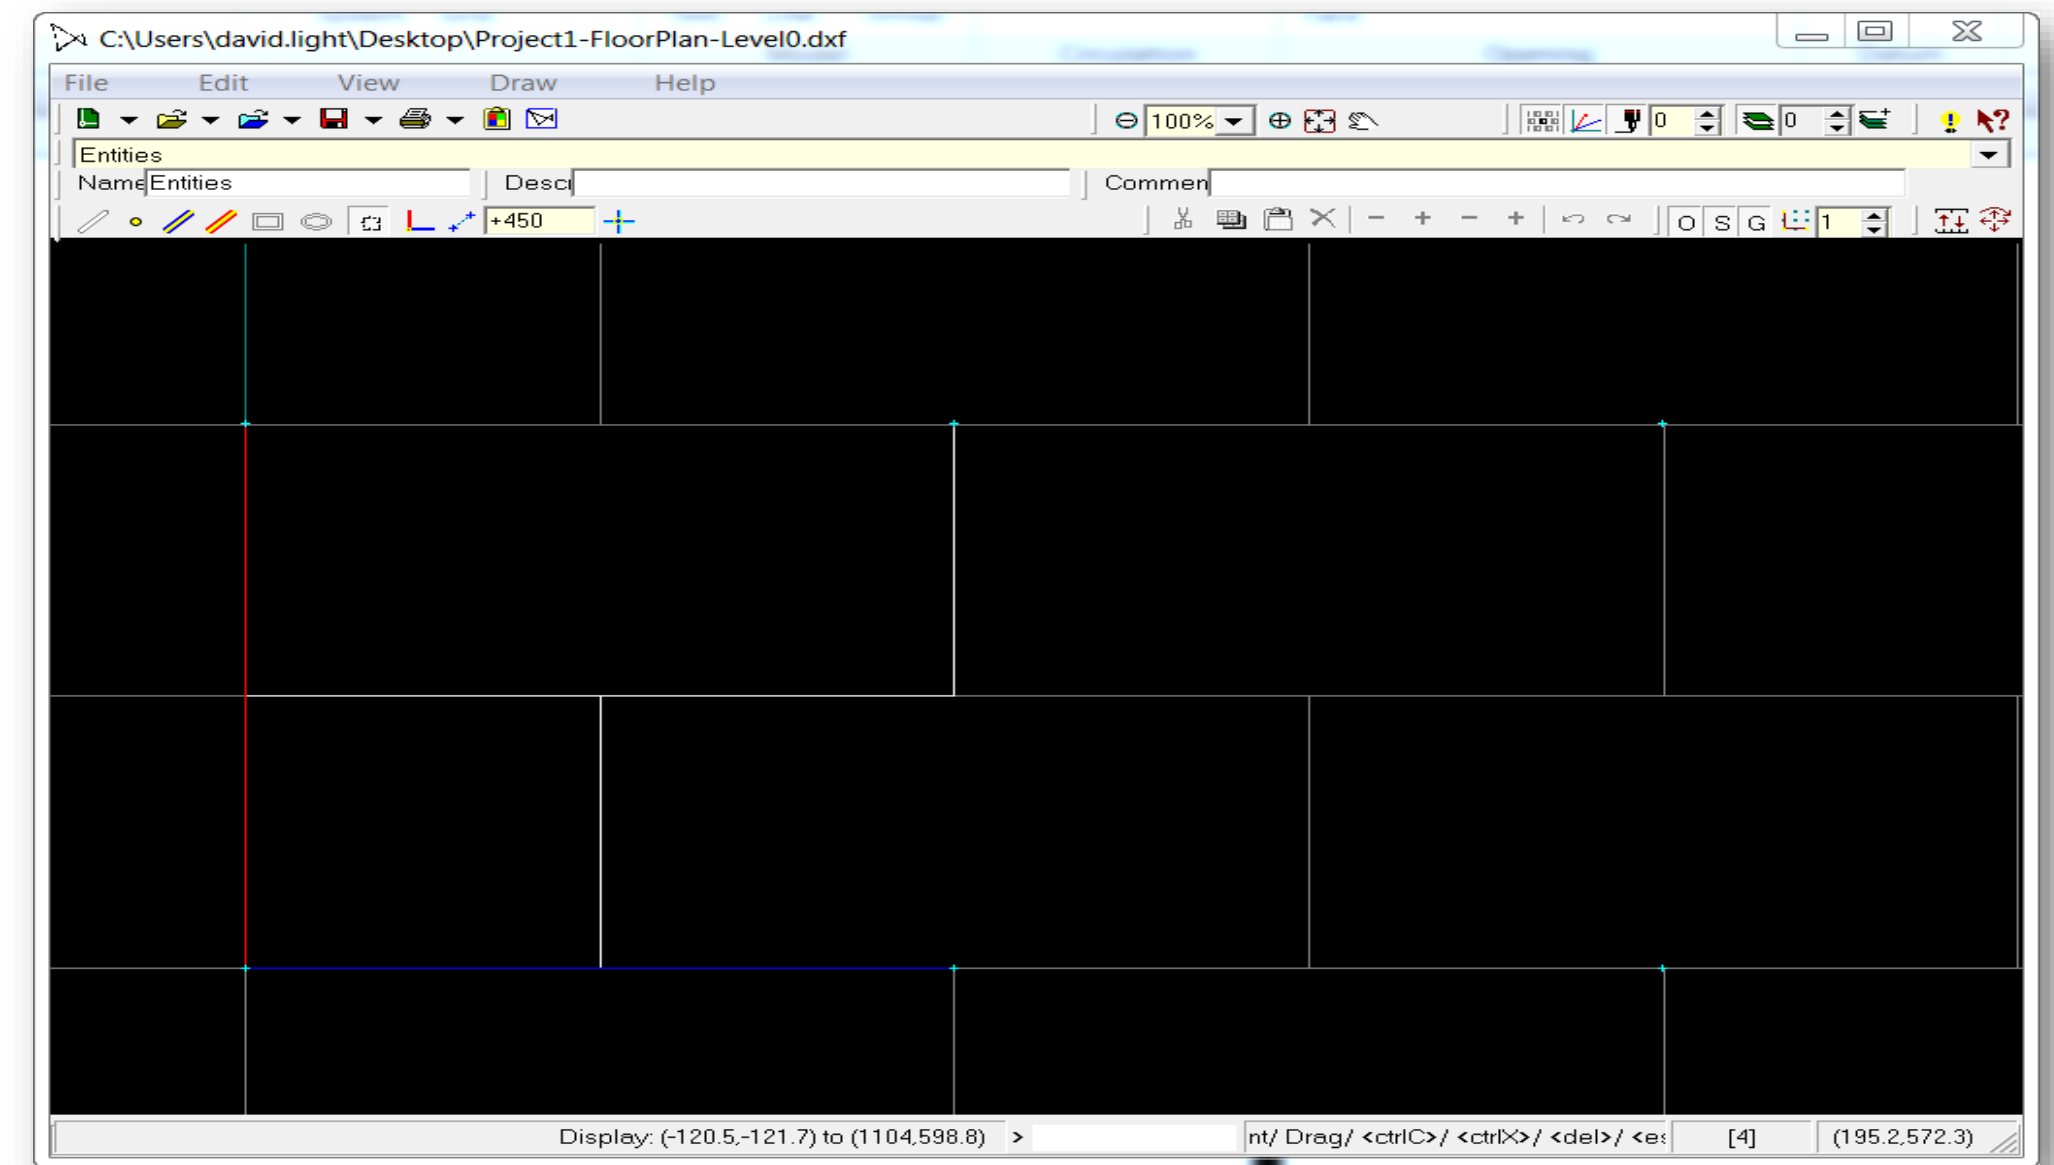 C:\Users\david.light\Desktop\Project1-FloorPlan-Level0.dxf
File Edit View Draw Help
100% 0 0
Entities
Name Entities Desc Commen
+450 O S G 1
Display: (-120.5,-121.7) to (1104,598.8) > nt/ Drag/ <ctrlC>/ <ctrlX>/ <del>/ <es [4] (195.2,572.3)